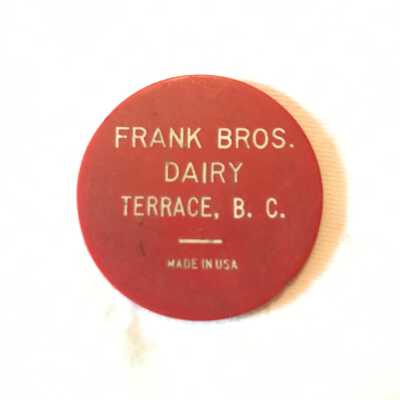 FRANK BROS.
DAIRY
TERRACE, B. C.
MADE IN USA